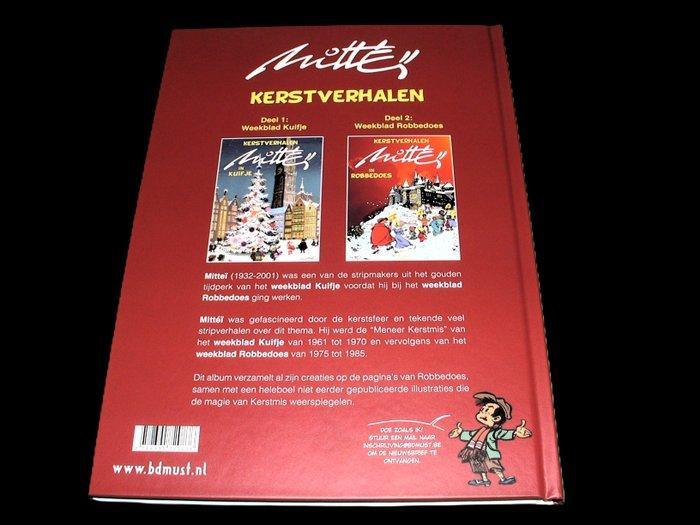 Mitteï
KERSTVERHALEN
Deel 1:
Weekblad Kuifje
Deel 2:
Weekblad Robbedoes
KERSTVERHALEN
Mitteï
IN
KUIFJE
KERSTVERHALEN
Mitteï
IN
ROBBEDOES
Mitteï (1932-2001) was een van de stripmakers uit het gouden
tijdperk van het weekblad Kuifje voordat hij bij het weekblad
Robbedoes ging werken.
Mittéï was gefascineerd door de kerstsfeer en tekende veel
stripverhalen over dit thema. Hij werd de "Meneer Kerstmis" van
het weekblad Kuifje van 1961 tot 1970 en vervolgens van het
weekblad Robbedoes van 1975 tot 1985.
Dit album verzamelt al zijn creaties op de pagina's van Robbedoes,
samen met een heleboel niet eerder gepubliceerde illustraties die
de magie van Kerstmis weerspiegelen.
DOE ZOALS IK!
STUUR EEN MAIL NAAR
INSCHRIJVING@BDMUST.BE
OM DE NIEUWSBRIEF TE
ONTVANGEN.
www.bdmust.nl